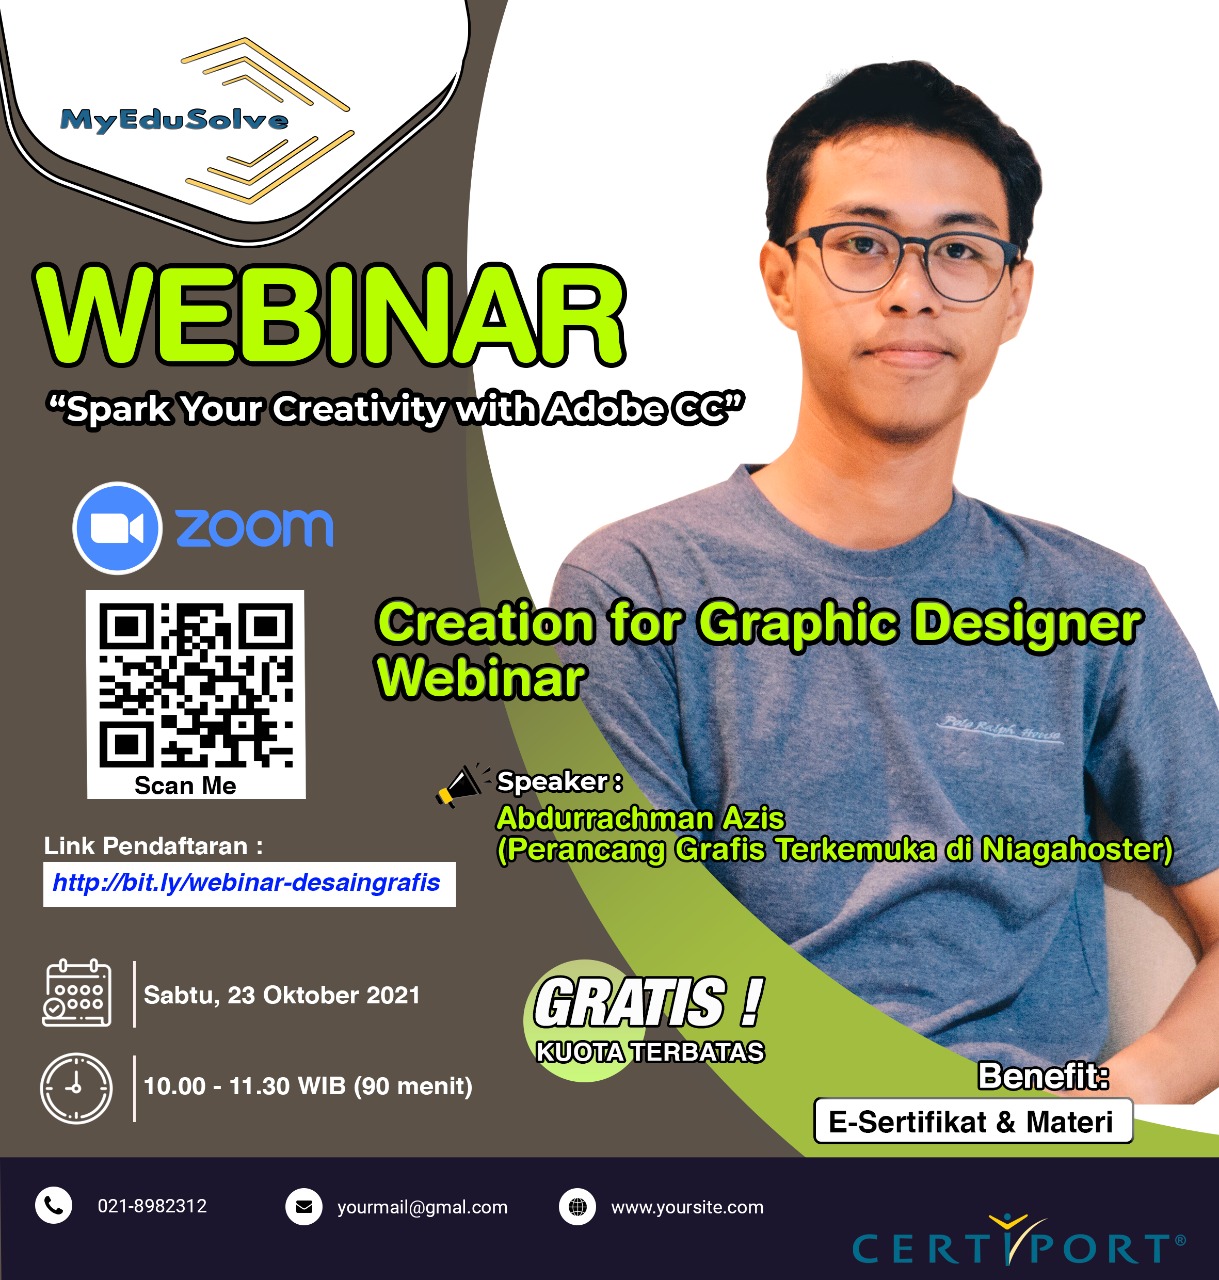 MyEduSolve
WEBINAR
“Spark Your Creativity with Adobe CC”
zoom
Creation for Graphic Designer
Webinar
Polo Ralph House
Scan Me
Speaker :
Abdurrachman Azis
(Perancang Grafis Terkemuka di Niagahoster)
Link Pendaftaran :
http://bit.ly/webinar-desaingrafis
Sabtu, 23 Oktober 2021
GRATIS !
KUOTA TERBATAS
10.00 - 11.30 WIB (90 menit)
Benefit:
E-Sertifikat & Materi
021-8982312
yourmail@gmal.com
www.yoursite.com
CERTIPORT®